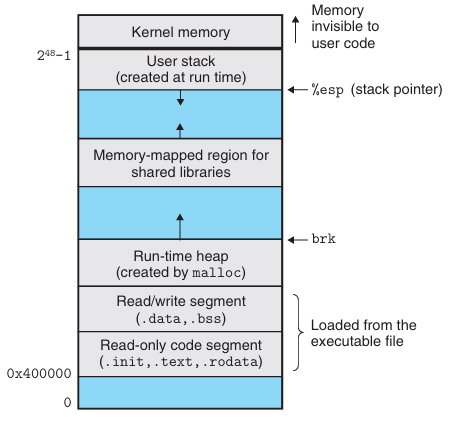 Kernel memory
Memory
invisible to
user code
2⁴⁸−1
User stack
(created at run time)
%esp (stack pointer)
Memory-mapped region for
shared libraries
brk
Run-time heap
(created by malloc)
Read/write segment
(.data,.bss)
Loaded from the
executable file
Read-only code segment
(.init,.text,.rodata)
0x400000
0